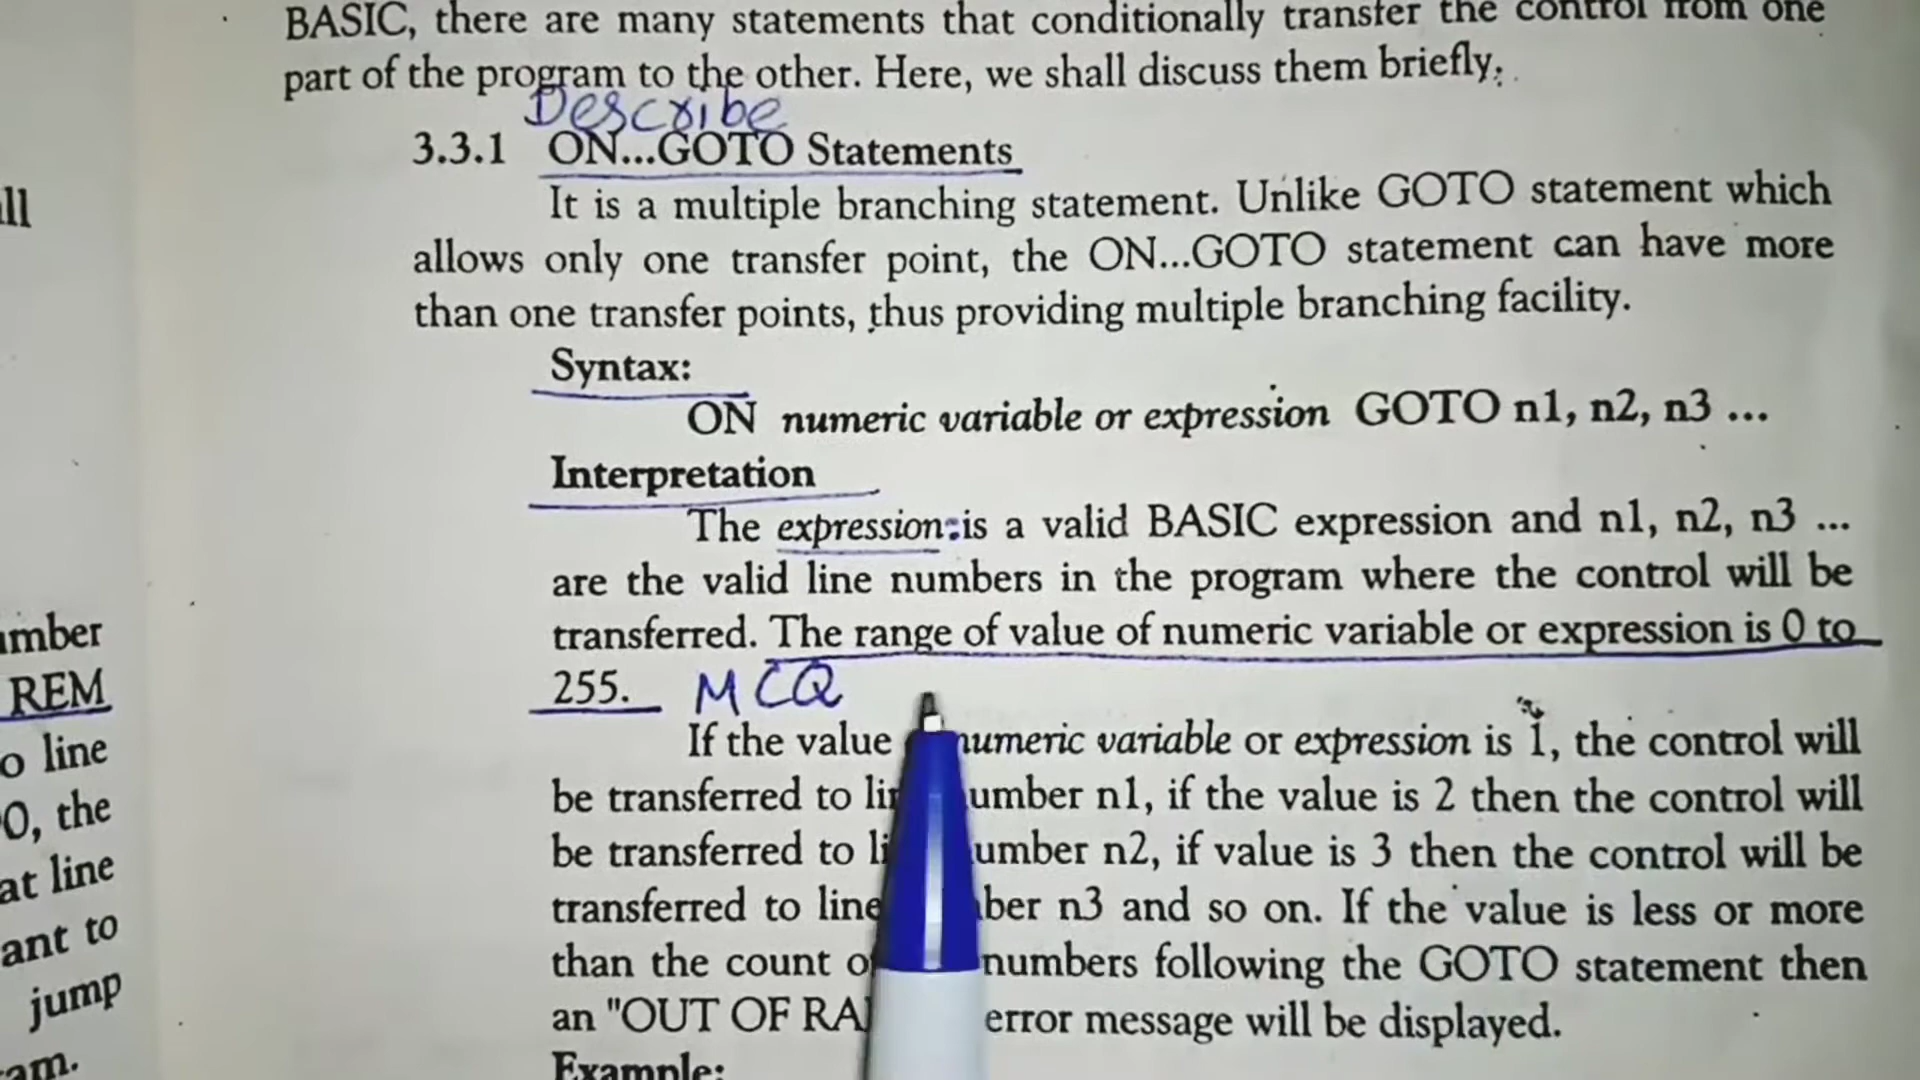 BASIC, there are many statements that conditionally transfer the control from one
part of the program to the other. Here, we shall discuss them briefly.
Describe
3.3.1 ON...GOTO Statements
It is a multiple branching statement. Unlike GOTO statement which
allows only one transfer point, the ON...GOTO statement can have more
than one transfer points, thus providing multiple branching facility.
Syntax:
ON numeric variable or expression GOTO n1, n2, n3 ...
Interpretation
The expression: is a valid BASIC expression and n1, n2, n3 ...
are the valid line numbers in the program where the control will be
transferred. The range of value of numeric variable or expression is 0 to
255. MCQ
If the value numeric variable or expression is 1, the control will
be transferred to n1, if the value is 2 then the control will
be transferred to n2, if value is 3 then the control will be
transferred to line n3 and so on. If the value is less or more
than the count numbers following the GOTO statement then
an "OUT OF error message will be displayed.
Example:
REM
o line
0, the
at line
ant to
jump